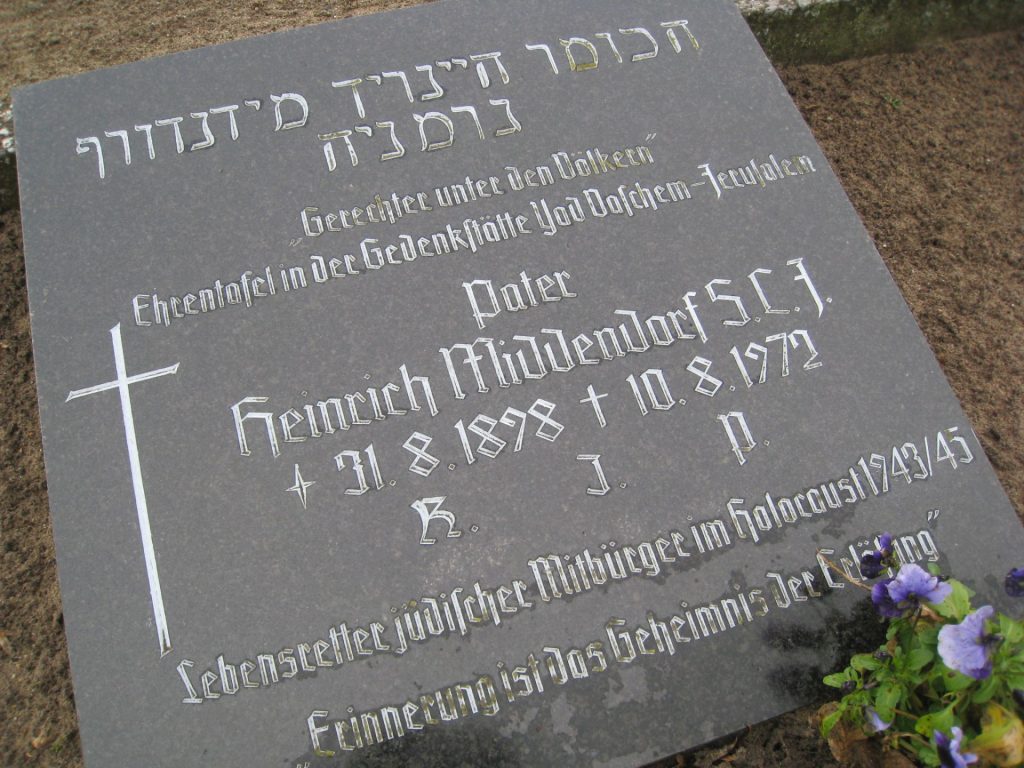 הכומר היינריך מידנדורף
גרמניה
„Gerechter unter den Völkern“
Ehrentafel in der Gedenkstätte Yad Vaschem-Jerusalem
Pater
Heinrich Middendorf S.C.J.
+ 31.8.1898 + 10.8.1972
R. J. P.
Lebensretter jüdischer Mitbürger im Holocaust 1943/45
„Erinnerung ist das Geheimnis der Erlösung“